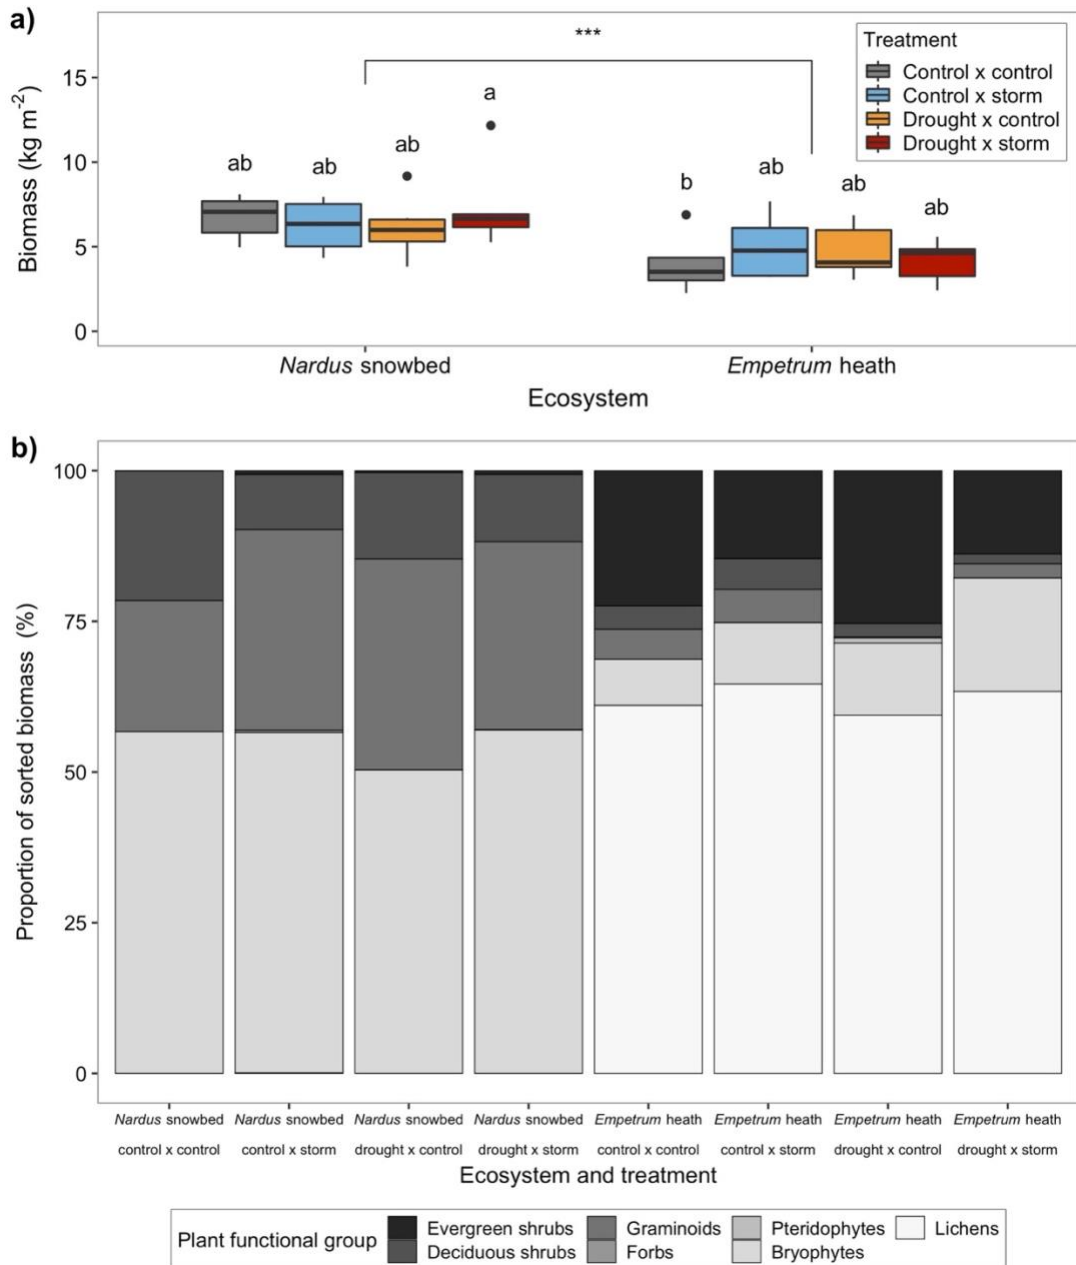 a)
***
Treatment
Control x control
Control x storm
Drought x control
Drought x storm
Biomass (kg m⁻²)
15
10
5
0
ab
ab
ab
a
b
ab
ab
ab
Nardus snowbed
Empetrum heath
Ecosystem
b)
Proportion of sorted biomass (%)
100
75
50
25
0
Nardus snowbed
control x control
Nardus snowbed
control x storm
Nardus snowbed
drought x control
Nardus snowbed
drought x storm
Empetrum heath
control x control
Empetrum heath
control x storm
Empetrum heath
drought x control
Empetrum heath
drought x storm
Ecosystem and treatment
Plant functional group
Evergreen shrubs
Deciduous shrubs
Graminoids
Forbs
Pteridophytes
Bryophytes
Lichens